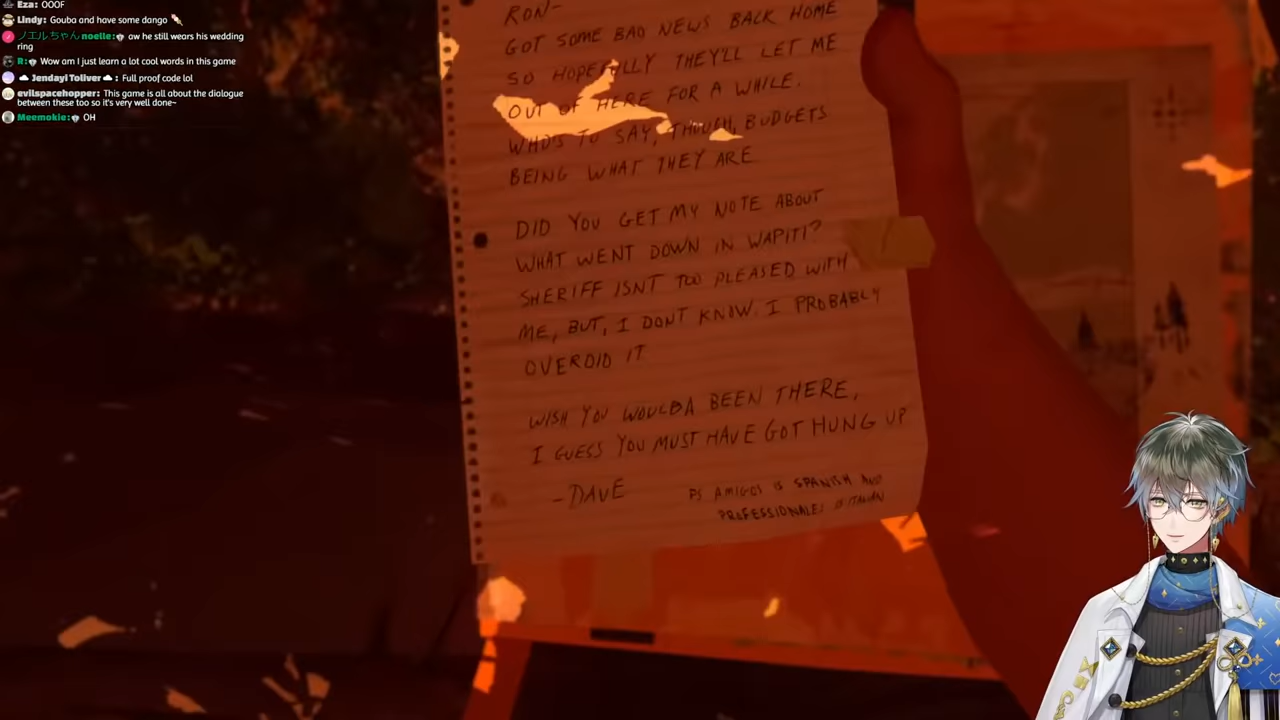 Eza: OOOF
Lindy: Gouba and have some dango
ノエルちゃん noelle: aw he still wears his wedding
ring
R: Wow am I just learn a lot cool words in this game
Jendayi Toliver : Full proof code lol
evilspacehopper: This game is all about the dialogue
between these too so it's very well done~
Meemokie: OH
RON-
GOT SOME BAD NEWS BACK HOME
SO HOPEFULLY THEY'LL LET ME
OUT OF HERE FOR A WHILE.
WHO'S TO SAY, THOUGH, BUDGETS
BEING WHAT THEY ARE.
DID YOU GET MY NOTE ABOUT
WHAT WENT DOWN IN WAPITI?
SHERIFF ISNT TOO PLEASED WITH
ME, BUT, I DONT KNOW. I PROBABLY
OVERDID IT.
WISH YOU WOULDA BEEN THERE,
I GUESS YOU MUST HAVE GOT HUNG UP
-DAVE
PS AMIGOS IS SPANISH AND
PROFESSIONALE IS ITALIAN